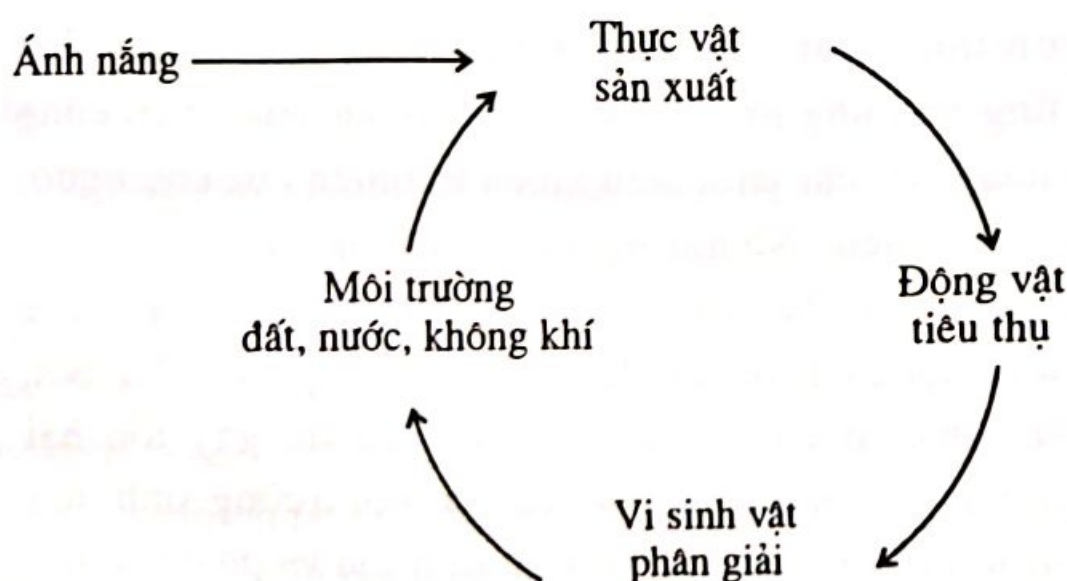 Ánh nắng
Thực vật
sản xuất
Môi trường
đất, nước, không khí
Động vật
tiêu thụ
Vi sinh vật
phân giải